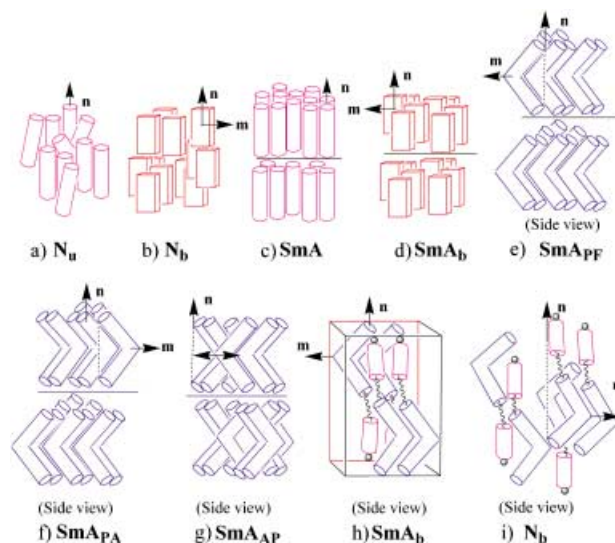 n
n
m
n
n
m
n
m
(Side view)
a) Nu
b) Nb
c) SmA
d) SmAb
e) SmAPF
n
m
n
n
m
n
(Side view)
(Side view)
(Side view)
(Side view)
f) SmAPA
g) SmAAP
h) SmAb
i) Nb